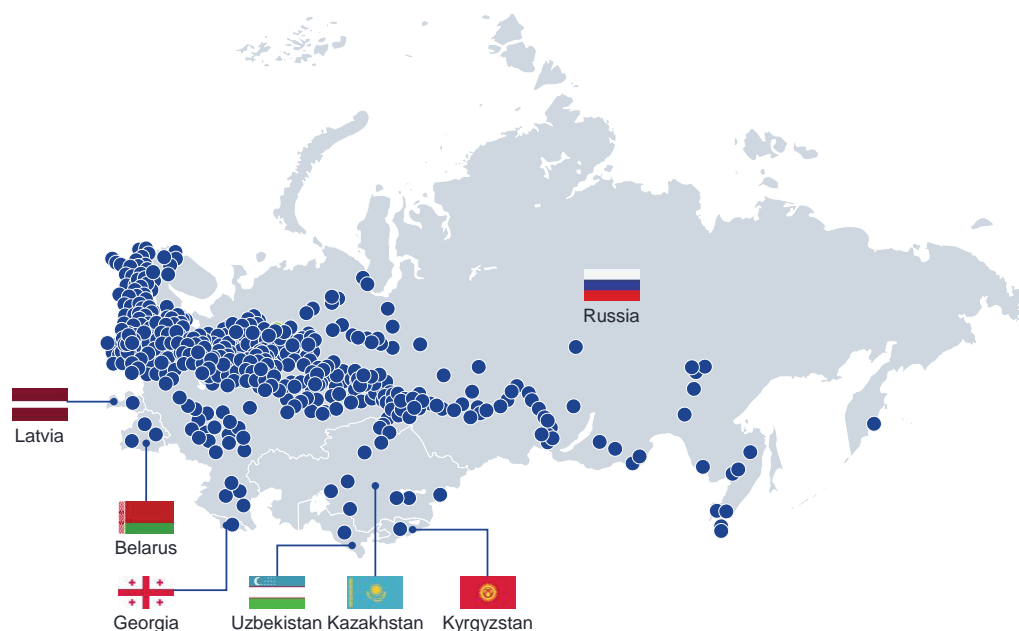 Russia
Latvia
Belarus
Georgia
Uzbekistan
Kazakhstan
Kyrgyzstan